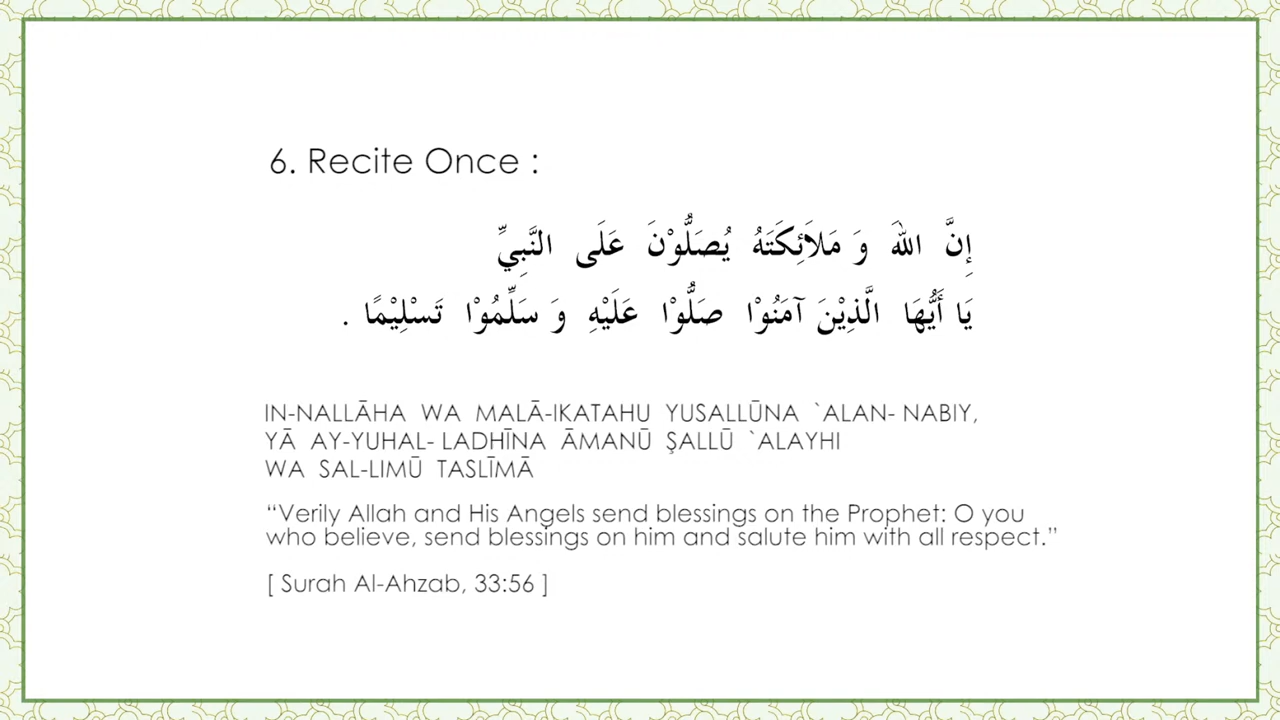 6. Recite Once :
إِنَّ اللهَ وَ مَلاَئِكَتَهُ يُصَلُّوْنَ عَلَى النَّبِيِّ
يَا أَيُّهَا الَّذِيْنَ آمَنُوْا صَلُّوْا عَلَيْهِ وَ سَلِّمُوْا تَسْلِيْمًا .
IN-NALLĀHA WA MALĀ-IKATAHU YUSALLŪNA `ALAN- NABIY,
YĀ AY-YUHAL- LADHĪNA ĀMANŪ ŞALLŪ `ALAYHI
WA SAL-LIMŪ TASLĪMĀ
“Verily Allah and His Angels send blessings on the Prophet: O you
who believe, send blessings on him and salute him with all respect.”
[ Surah Al-Ahzab, 33:56 ]